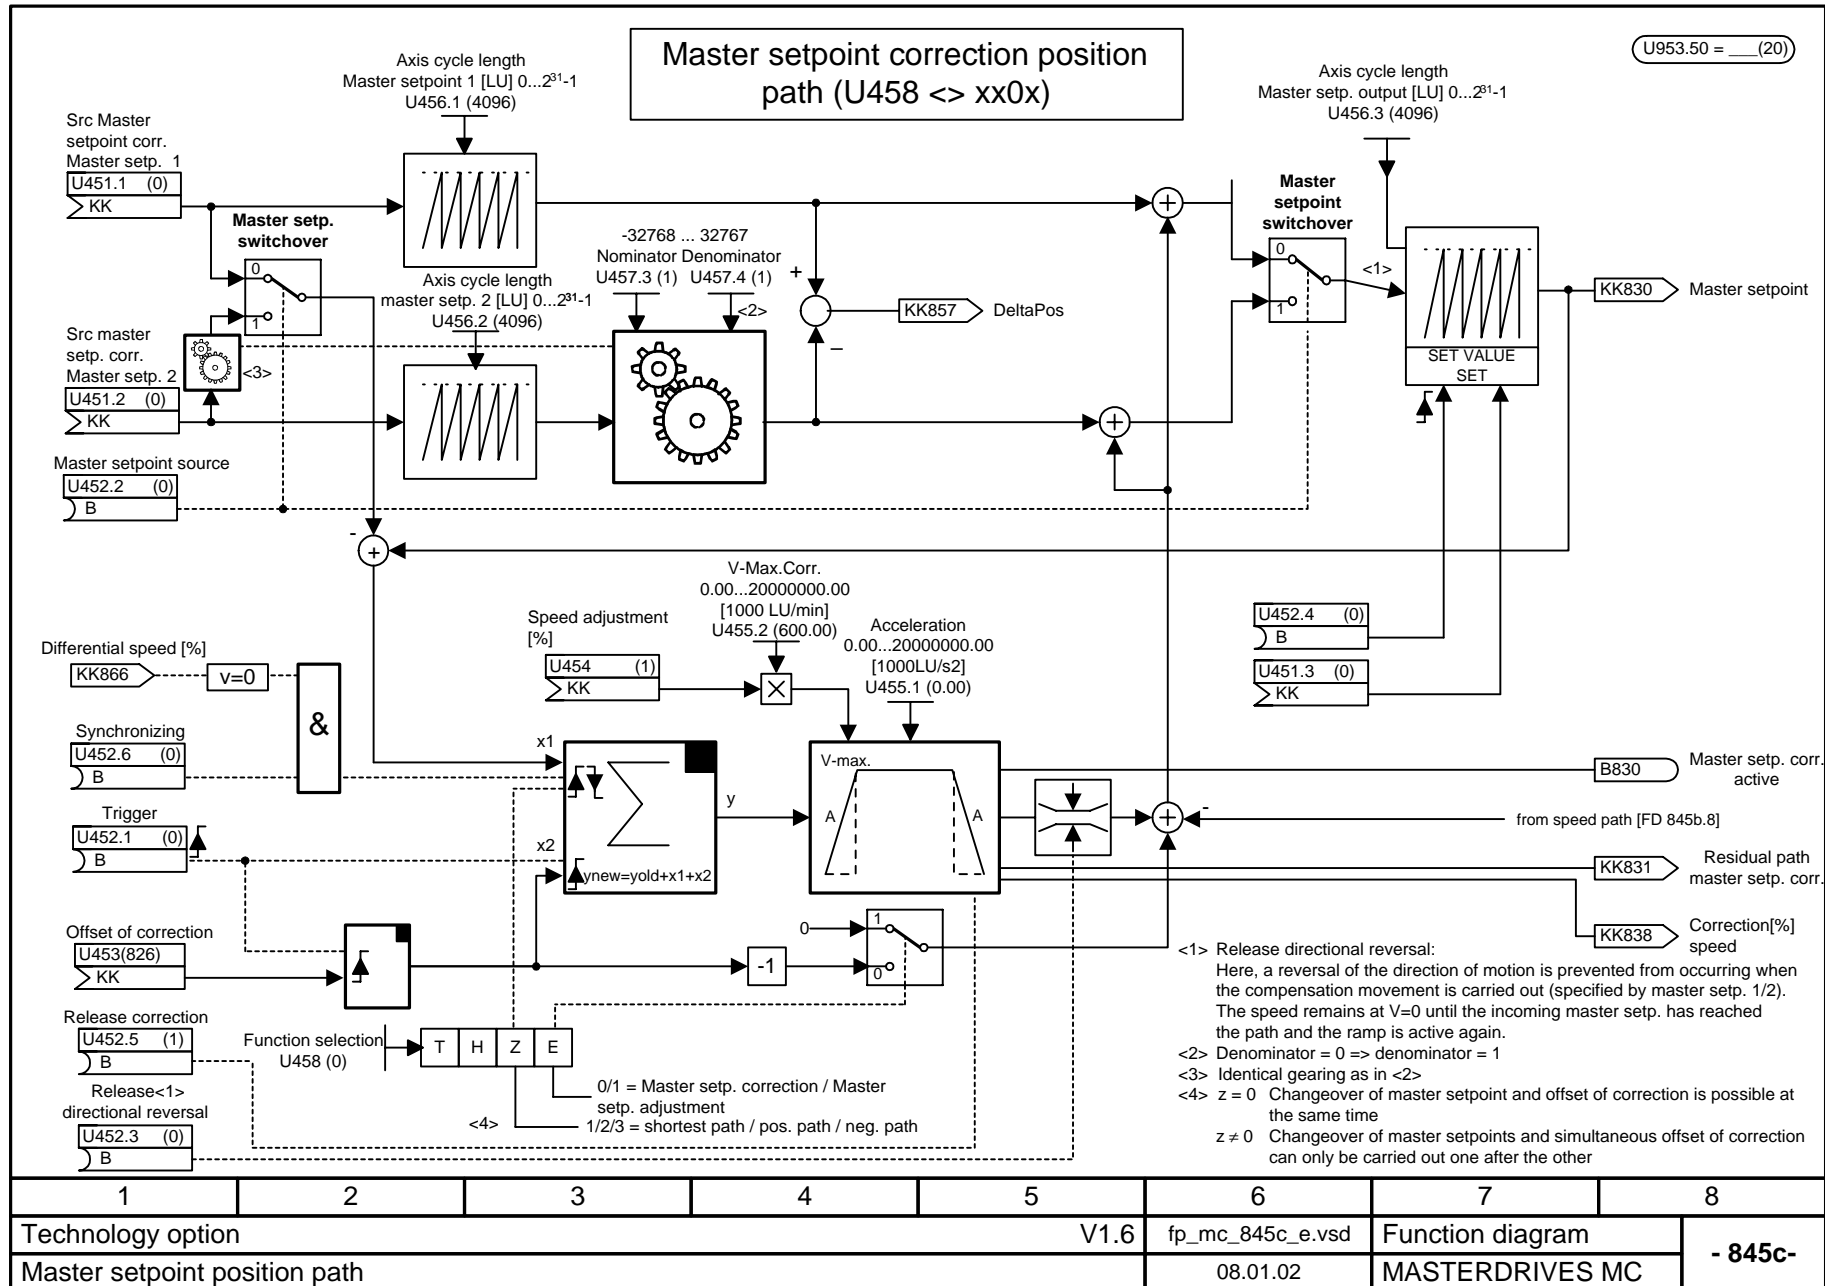 Master setpoint correction position
path (U458 <> xx0x)
U953.50 = ___(20)
Axis cycle length
Master setpoint 1 [LU] 0...2³¹-1
U456.1 (4096)
Axis cycle length
Master setp. output [LU] 0...2³¹-1
U456.3 (4096)
Src Master
setpoint corr.
Master setp. 1
U451.1 (0)
KK
Master setp.
switchover
0
1
-32768 ... 32767
Nominator Denominator
U457.3 (1) U457.4 (1)
<2>
Axis cycle length
master setp. 2 [LU] 0...2³¹-1
U456.2 (4096)
+
–
KK857
DeltaPos
+
Master
setpoint
switchover
0
1
<1>
SET VALUE
SET
KK830
Master setpoint
Src master
setp. corr.
Master setp. 2
U451.2 (0)
KK
<3>
+
Master setpoint source
U452.2 (0)
B
-
+
V-Max.Corr.
0.00...20000000.00
[1000 LU/min]
U455.2 (600.00)
Speed adjustment
[%]
U454 (1)
KK
Acceleration
0.00...20000000.00
[1000LU/s2]
U455.1 (0.00)
U452.4 (0)
B
U451.3 (0)
KK
Differential speed [%]
KK866
v=0
&
Synchronizing
U452.6 (0)
B
Trigger
U452.1 (0)
B
x1
x2
ynew=yold+x1+x2
y
V-max.
A
A
+
-
from speed path [FD 845b.8]
B830
Master setp. corr.
active
KK831
Residual path
master setp. corr.
KK838
Correction[%]
speed
Offset of correction
U453(826)
KK
-1
0
1
0
Release correction
U452.5 (1)
B
Function selection
U458 (0)
T H Z E
0/1 = Master setp. correction / Master
setp. adjustment
<4>
1/2/3 = shortest path / pos. path / neg. path
Release<1>
directional reversal
U452.3 (0)
B
<1> Release directional reversal:
Here, a reversal of the direction of motion is prevented from occurring when
the compensation movement is carried out (specified by master setp. 1/2).
The speed remains at V=0 until the incoming master setp. has reached
the path and the ramp is active again.
<2> Denominator = 0 => denominator = 1
<3> Identical gearing as in <2>
<4> z = 0 Changeover of master setpoint and offset of correction is possible at
the same time
z ≠ 0 Changeover of master setpoints and simultaneous offset of correction
can only be carried out one after the other
1 2 3 4 5 6 7 8
Technology option V1.6 fp_mc_845c_e.vsd Function diagram
- 845c-
Master setpoint position path 08.01.02 MASTERDRIVES MC